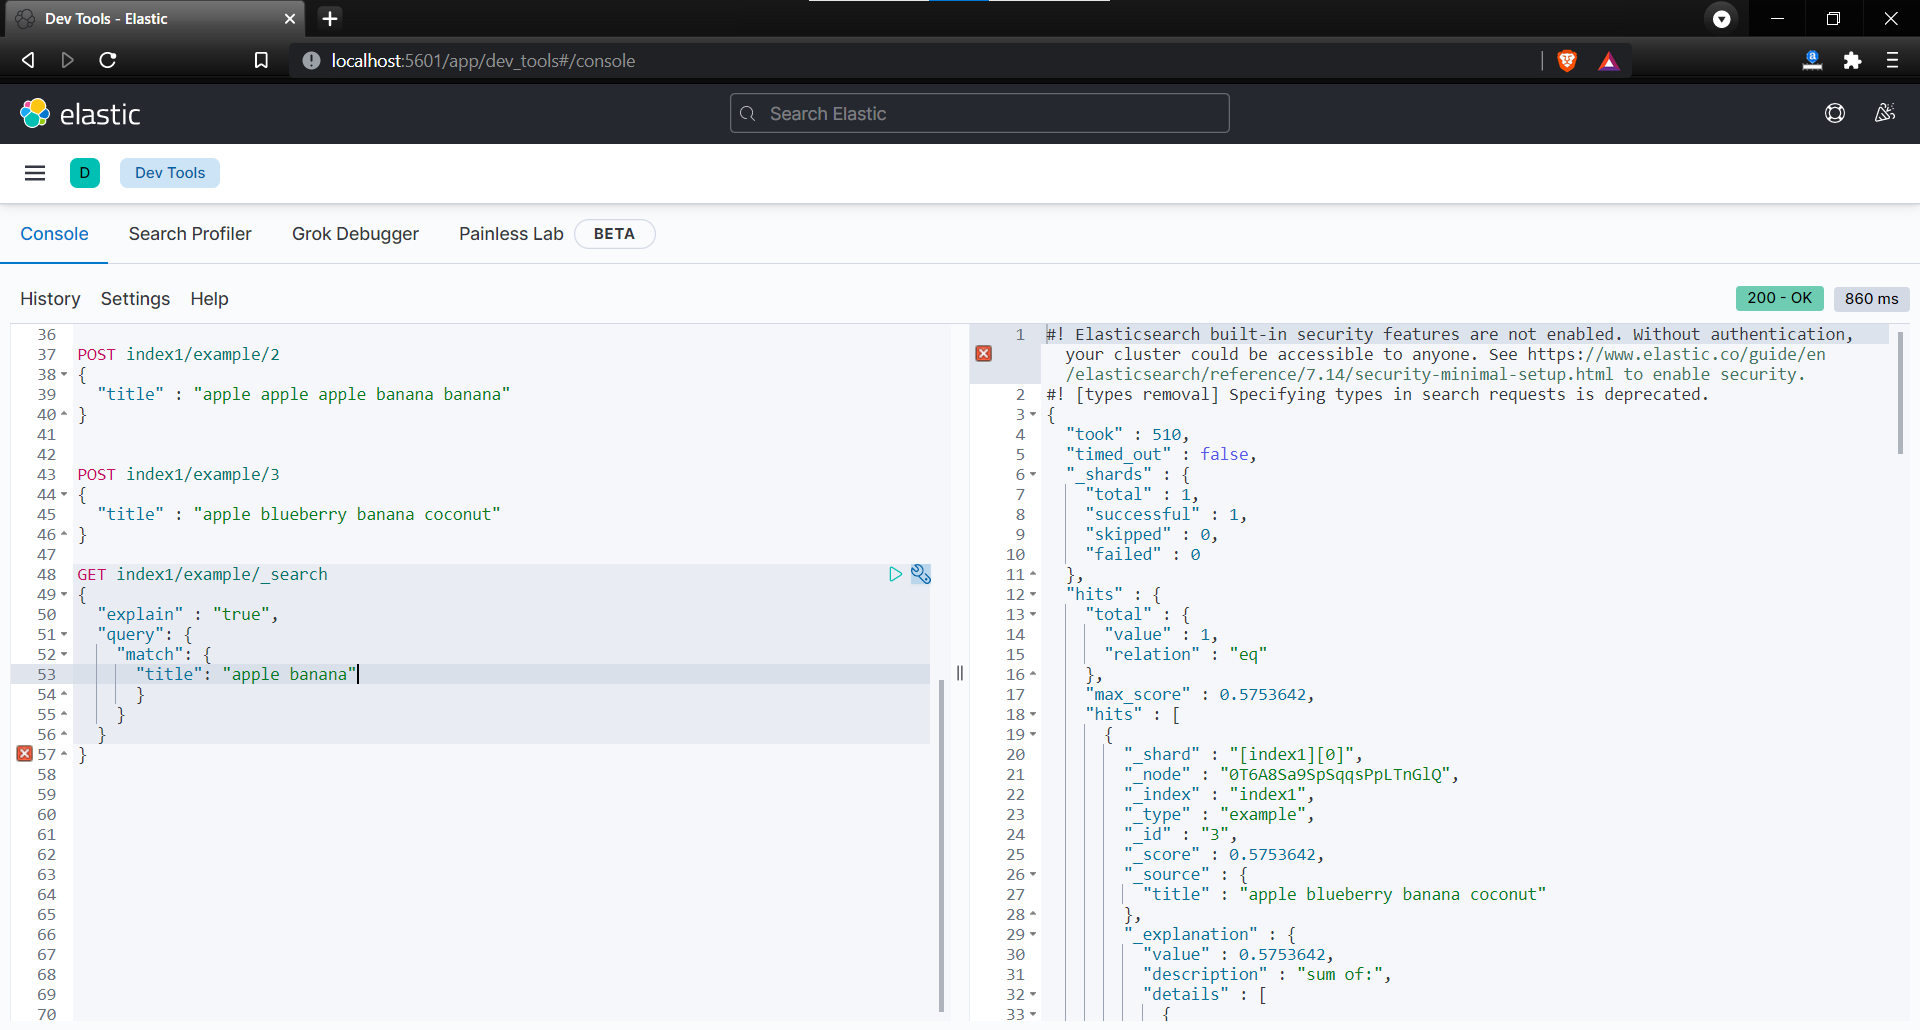 Dev Tools - Elastic
localhost:5601/app/dev_tools#/console
elastic
Search Elastic
D
Dev Tools
Console
Search Profiler
Grok Debugger
Painless Lab
BETA
History
Settings
Help
200 - OK
860 ms
36
37 POST index1/example/2
38 {
39 "title" : "apple apple apple banana banana"
40 }
41
42
43 POST index1/example/3
44 {
45 "title" : "apple blueberry banana coconut"
46 }
47
48 GET index1/example/_search
49 {
50 "explain" : "true",
51 "query": {
52 "match": {
53 "title": "apple banana"
54 }
55 }
56 }
57 }
58
59
60
61
62
63
64
65
66
67
68
69
70
1 #! Elasticsearch built-in security features are not enabled. Without authentication,
your cluster could be accessible to anyone. See https://www.elastic.co/guide/en
/elasticsearch/reference/7.14/security-minimal-setup.html to enable security.
2 #! [types removal] Specifying types in search requests is deprecated.
3 {
4 "took" : 510,
5 "timed_out" : false,
6 "_shards" : {
7 "total" : 1,
8 "successful" : 1,
9 "skipped" : 0,
10 "failed" : 0
11 },
12 "hits" : {
13 "total" : {
14 "value" : 1,
15 "relation" : "eq"
16 },
17 "max_score" : 0.5753642,
18 "hits" : [
19 {
20 "_shard" : "[index1][0]",
21 "_node" : "0T6A8Sa9SpSqqsPpLTnGlQ",
22 "_index" : "index1",
23 "_type" : "example",
24 "_id" : "3",
25 "_score" : 0.5753642,
26 "_source" : {
27 "title" : "apple blueberry banana coconut"
28 },
29 "_explanation" : {
30 "value" : 0.5753642,
31 "description" : "sum of:",
32 "details" : [
33 {